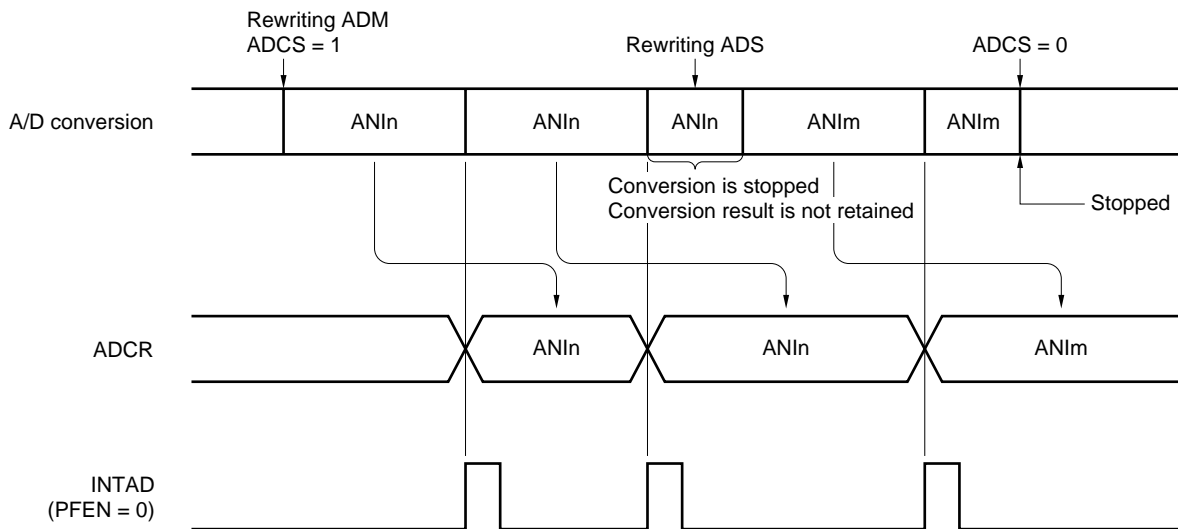 Rewriting ADM
ADCS = 1
Rewriting ADS
ADCS = 0
A/D conversion
ANIn
ANIn
ANIn
ANIm
ANIm
Conversion is stopped
Conversion result is not retained
Stopped
ADCR
ANIn
ANIn
ANIm
INTAD
(PFEN = 0)